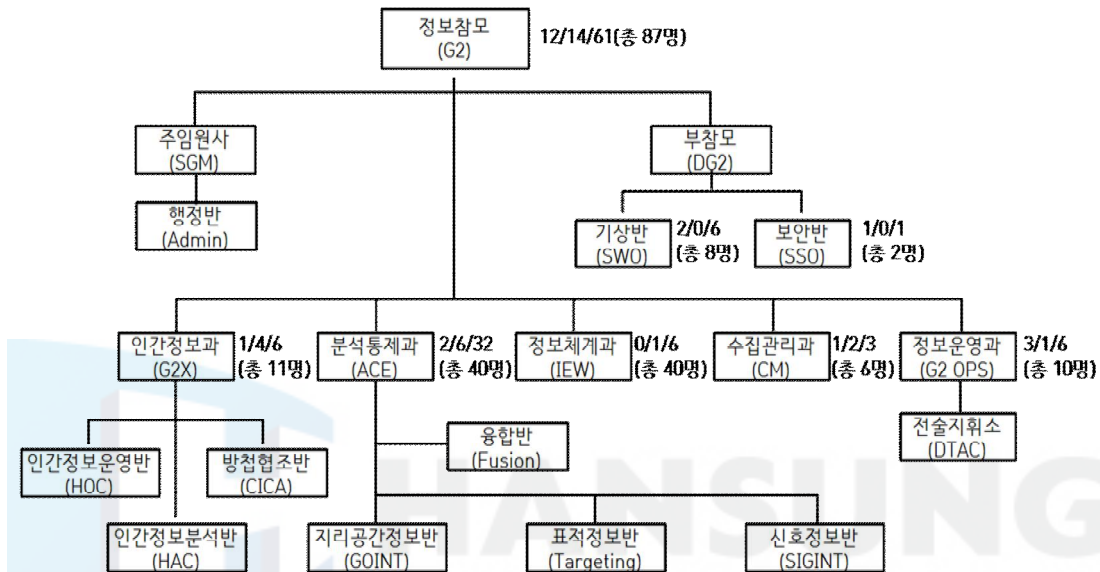 정보참모
(G2)
12/14/61(총 87명)
주임원사
(SGM)
부참모
(DG2)
행정반
(Admin)
기상반
(SWO)
2/0/6
(총 8명)
보안반
(SSO)
1/0/1
(총 2명)
인간정보과
(G2X)
1/4/6
(총 11명)
분석통제과
(ACE)
2/6/32
(총 40명)
정보체계과
(IEW)
0/1/6
(총 40명)
수집관리과
(CM)
1/2/3
(총 6명)
정보운영과
(G2 OPS)
3/1/6
(총 10명)
융합반
(Fusion)
전술지휘소
(DTAC)
인간정보운영반
(HOC)
방첩협조반
(CICA)
인간정보분석반
(HAC)
지리공간정보반
(GOINT)
표적정보반
(Targeting)
신호정보반
(SIGINT)
HANSUNG